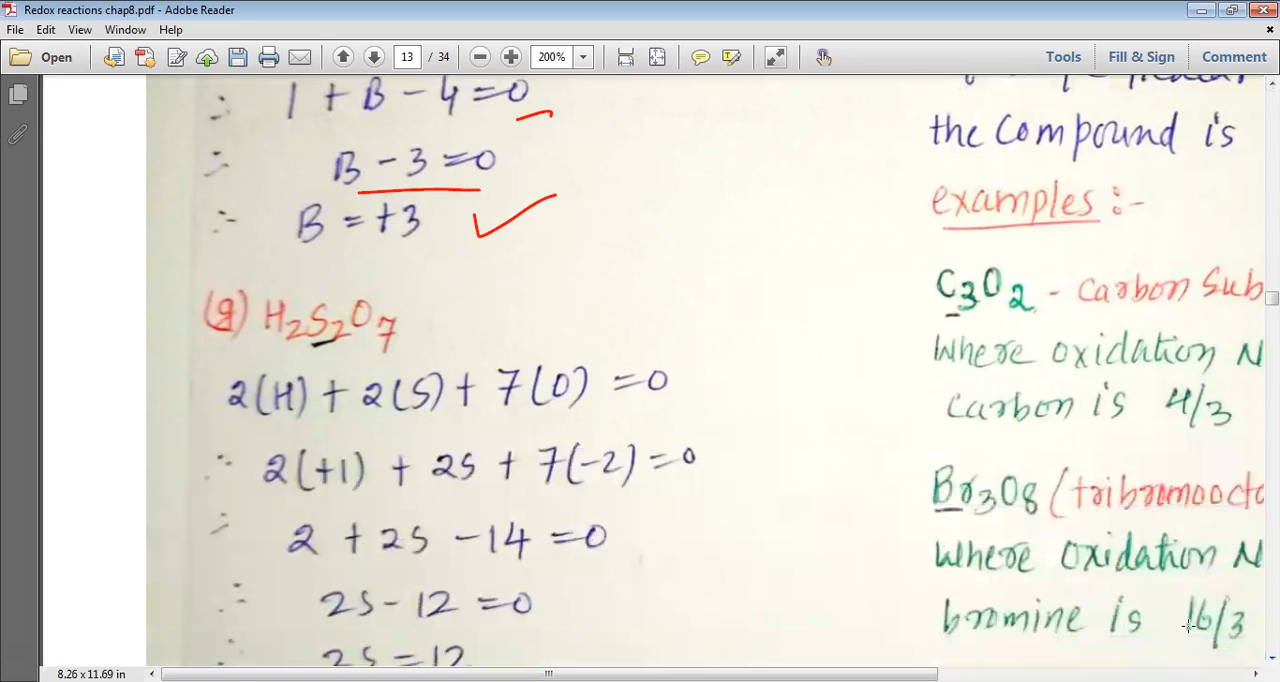 Redox reactions chap8.pdf - Adobe Reader
File Edit View Window Help
Open 13 / 34 200% Tools Fill & Sign Comment
∴ 1 + B - 4 = 0
∴ B - 3 = 0
∴ B = +3
(g) H2S2O7
2(H) + 2(S) + 7(O) = 0
∴ 2(+1) + 2S + 7(-2) = 0
∴ 2 + 2S - 14 = 0
∴ 2S - 12 = 0
∴ 2S = 12
the compound is
examples :-
C3O2 - carbon sub
Where oxidation N
carbon is 4/3
Br3O8 (tribromoocto
Where oxidation N
bromine is 16/3
8.26 x 11.69 in